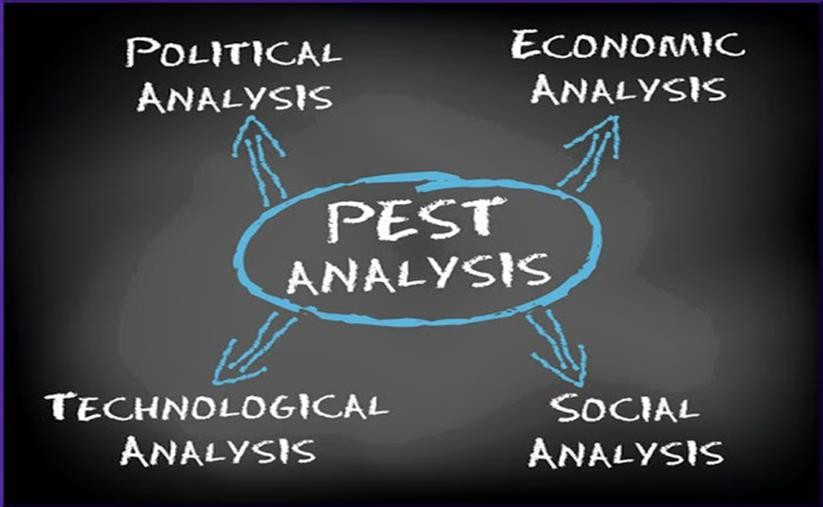 POLITICAL
ANALYSIS
ECONOMIC
ANALYSIS
PEST
ANALYSIS
TECHNOLOGICAL
ANALYSIS
SOCIAL
ANALYSIS